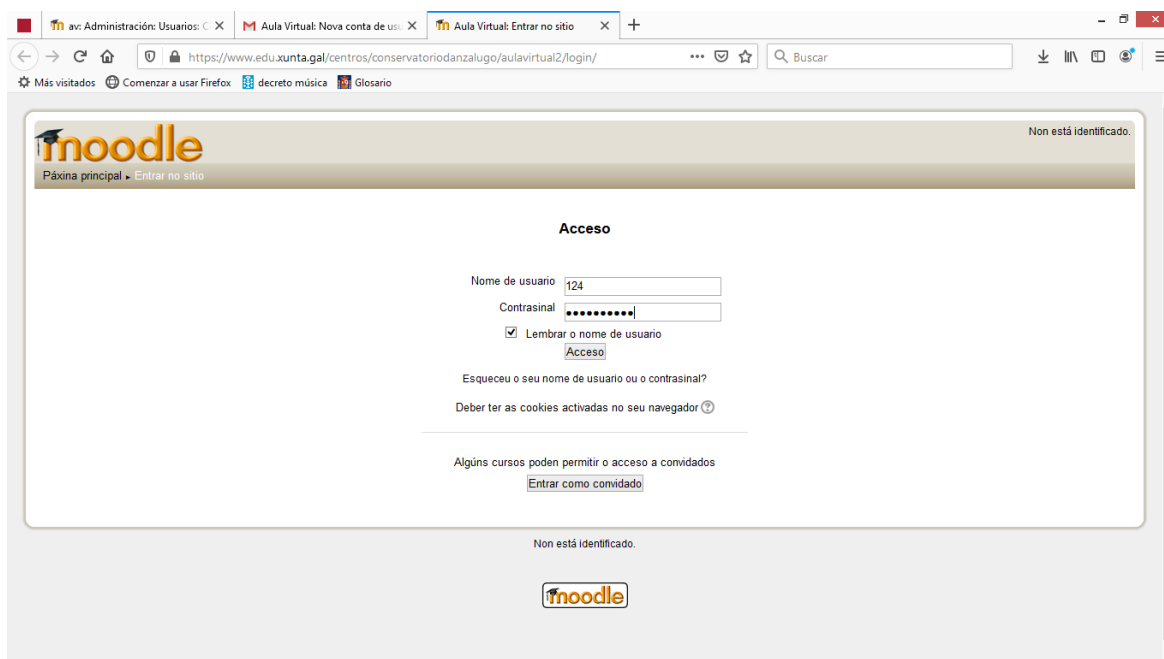 av: Administración: Usuarios: C
Aula Virtual: Nova conta de usu
Aula Virtual: Entrar no sitio
https://www.edu.xunta.gal/centros/conservatoriodanzalugo/aulavirtual2/login/
Buscar
Más visitados
Comenzar a usar Firefox
decreto música
Glosario
moodle
Non está identificado.
Páxina principal ► Entrar no sitio
Acceso
Nome de usuario 124
Contrasinal ••••••••••
Lembrar o nome de usuario
Acceso
Esqueceu o seu nome de usuario ou o contrasinal?
Deber ter as cookies activadas no seu navegador ?
Algúns cursos poden permitir o acceso a convidados
Entrar como convidado
Non está identificado.
moodle